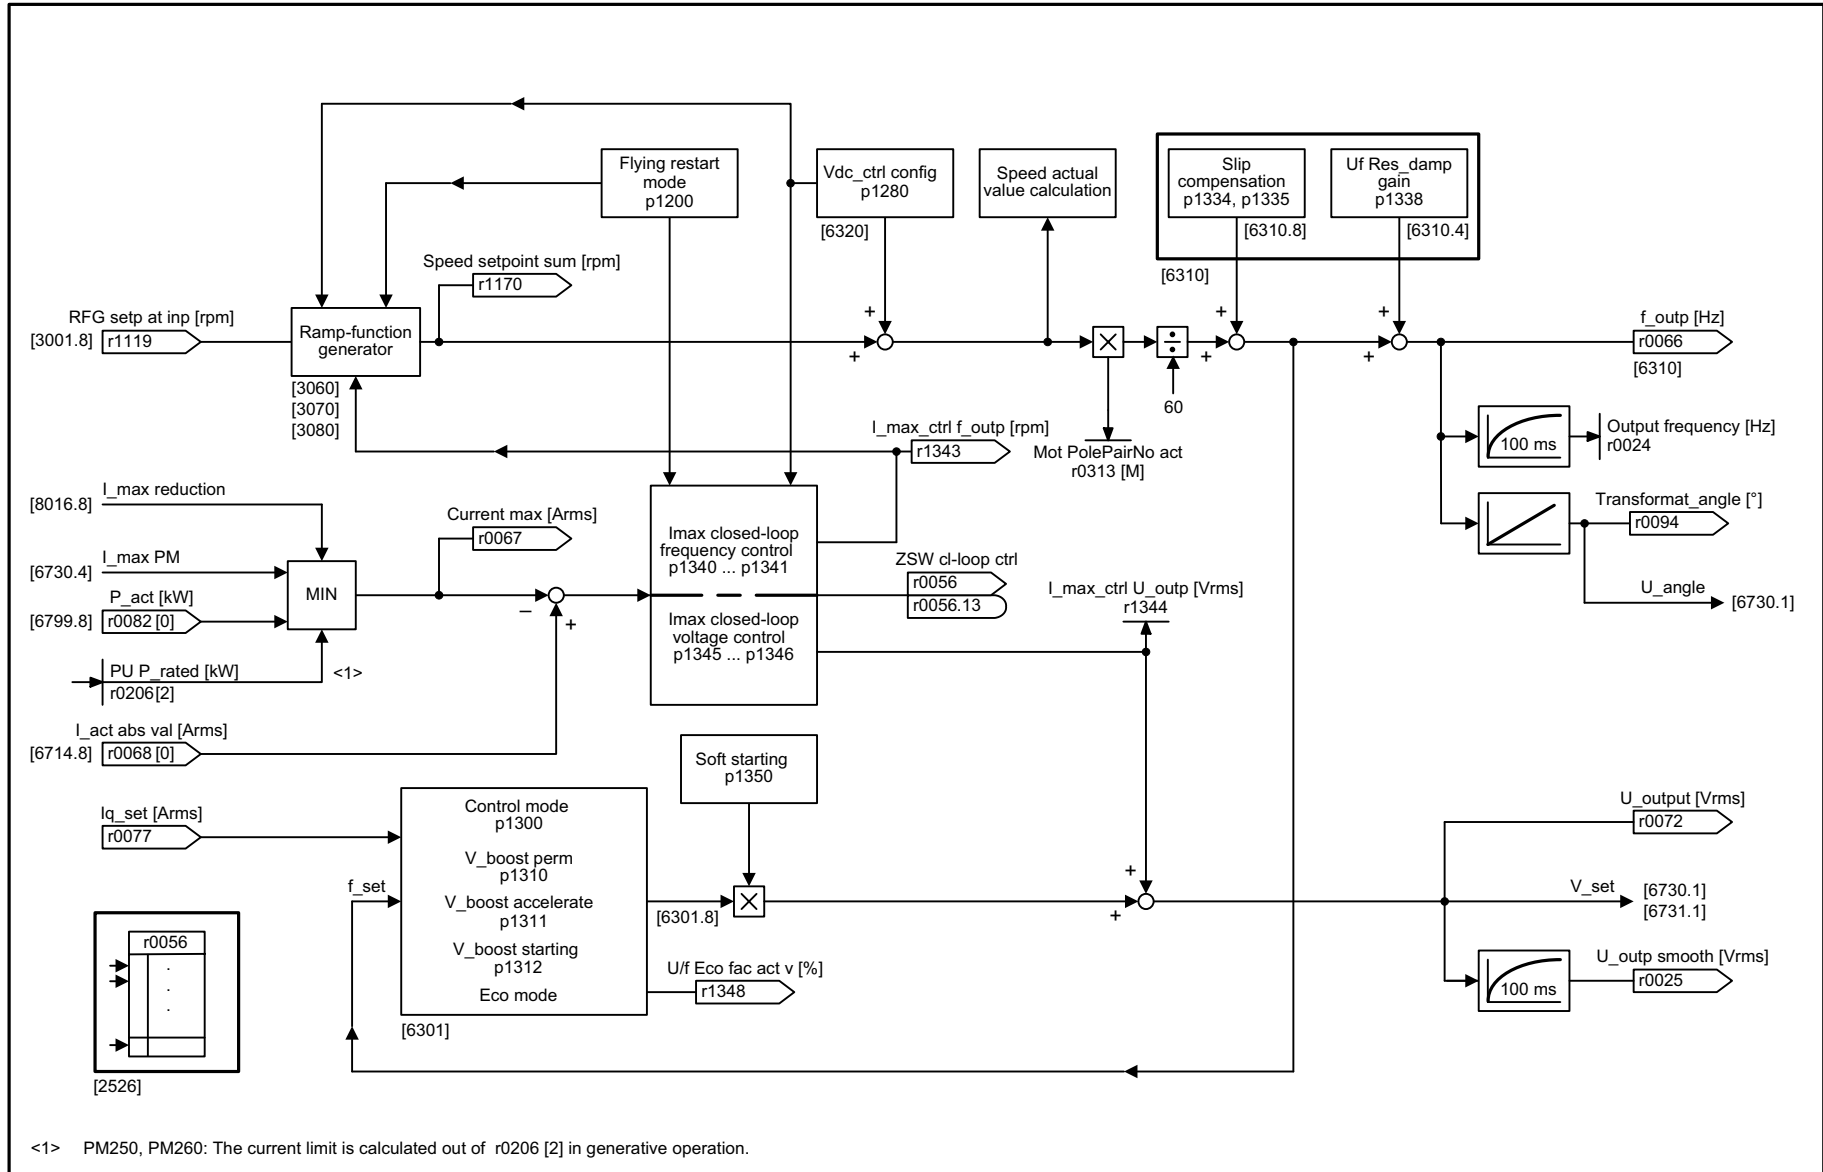 Flying restart
mode
p1200
Vdc_ctrl config
p1280
[6320]
Speed actual
value calculation
Slip
compensation
p1334, p1335
[6310.8]
Uf Res_damp
gain
p1338
[6310.4]
[6310]
Speed setpoint sum [rpm]
r1170
RFG setp at inp [rpm]
[3001.8]
r1119
Ramp-function
generator
[3060]
[3070]
[3080]
+
+
×
÷
60
+
+
+
+
f_outp [Hz]
r0066
[6310]
Mot PolePairNo act
r0313 [M]
100 ms
Output frequency [Hz]
r0024
I_max_ctrl f_outp [rpm]
r1343
Transformat_angle [°]
r0094
U_angle
[6730.1]
[8016.8]
I_max reduction
[6730.4]
I_max PM
P_act [kW]
[6799.8]
r0082 [0]
MIN
PU P_rated [kW]
r0206[2]
<1>
Current max [Arms]
r0067
–
+
Imax closed-loop
frequency control
p1340 ... p1341
Imax closed-loop
voltage control
p1345 ... p1346
ZSW cl-loop ctrl
r0056
r0056.13
I_max_ctrl U_outp [Vrms]
r1344
I_act abs val [Arms]
[6714.8]
r0068 [0]
Soft starting
p1350
Iq_set [Arms]
r0077
f_set
Control mode
p1300
V_boost perm
p1310
V_boost accelerate
p1311
V_boost starting
p1312
Eco mode
[6301]
[6301.8]
×
U/f Eco fac act v [%]
r1348
+
+
U_output [Vrms]
r0072
V_set
[6730.1]
[6731.1]
100 ms
U_outp smooth [Vrms]
r0025
r0056
.
.
.
[2526]
<1> PM250, PM260: The current limit is calculated out of r0206 [2] in generative operation.